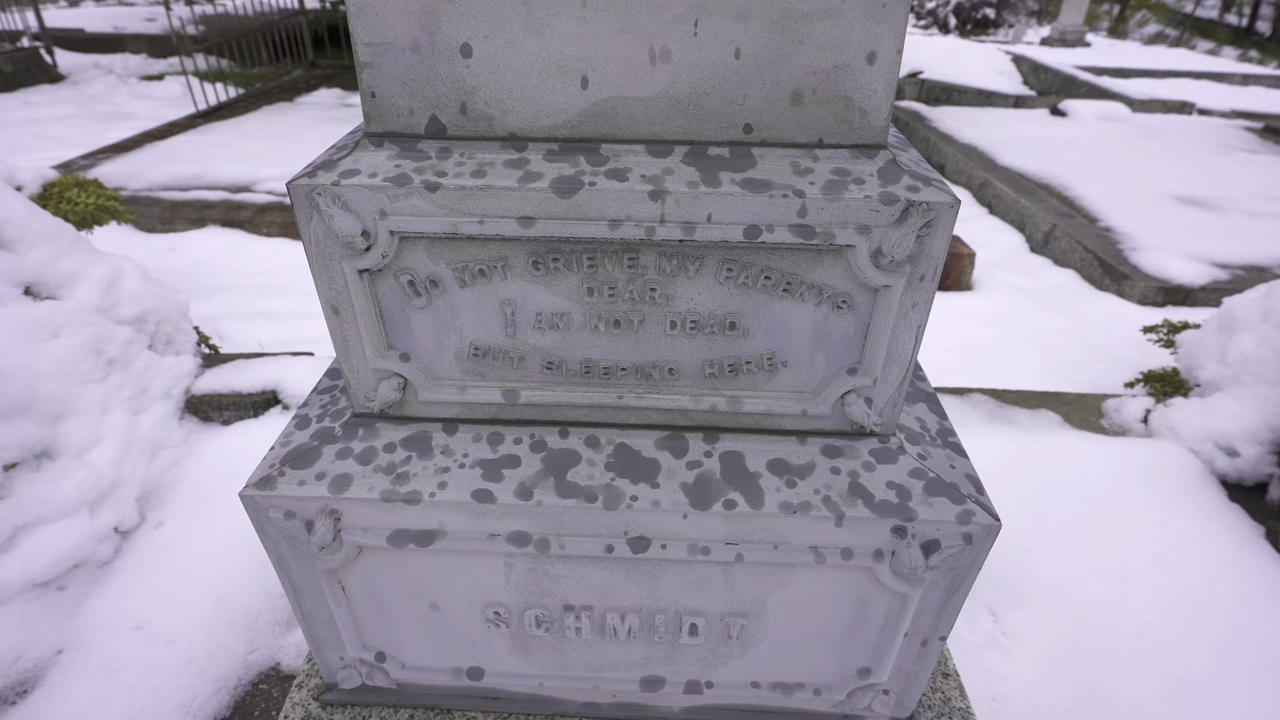 DO NOT GRIEVE, MY PARENTS
DEAR,
I AM NOT DEAD,
BUT SLEEPING HERE.
SCHMIDT